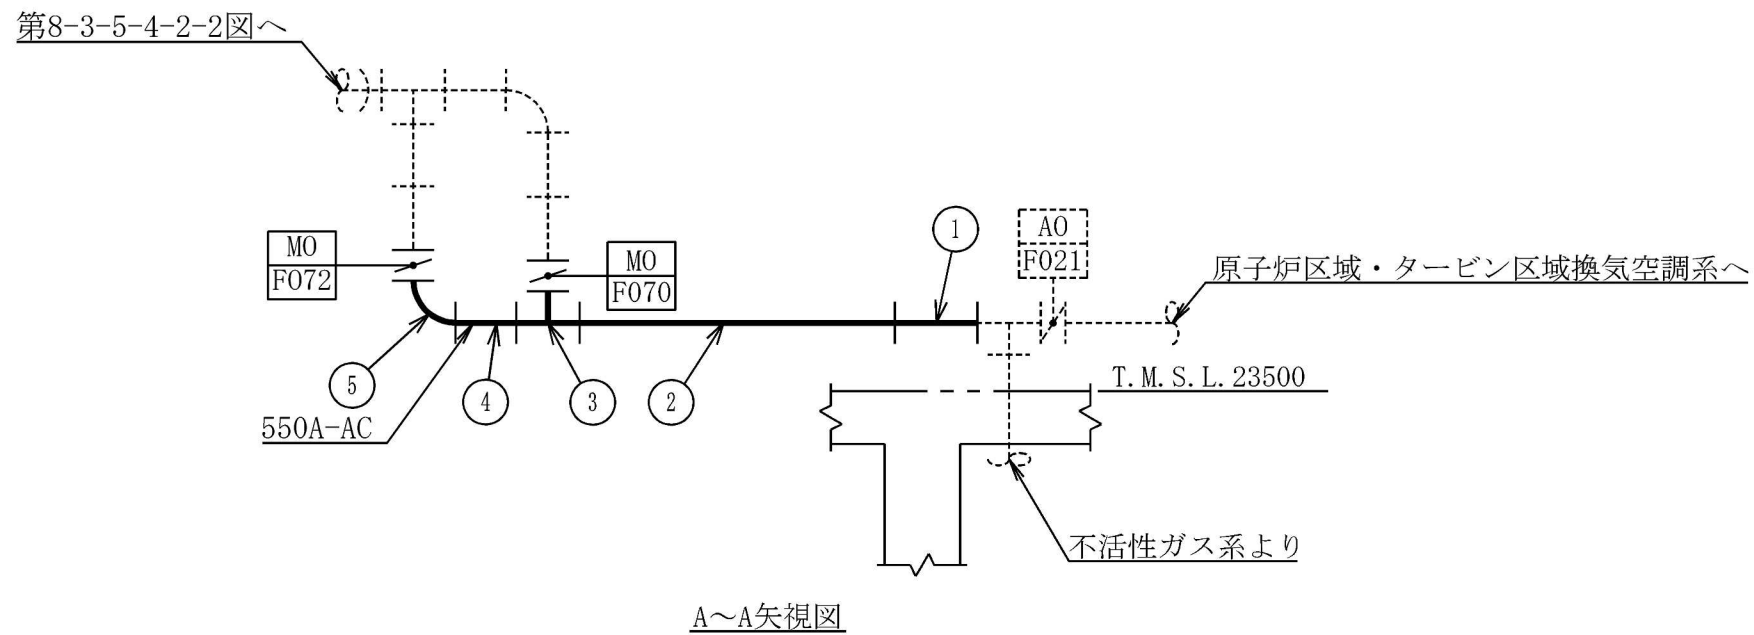 第8-3-5-4-2-2図へ
1
AO
F021
MO
F072
MO
F070
原子炉区域・タービン区域換気空調系へ
5
4
3
2
T.M.S.L.23500
550A-AC
不活性ガス系より
A～A矢視図